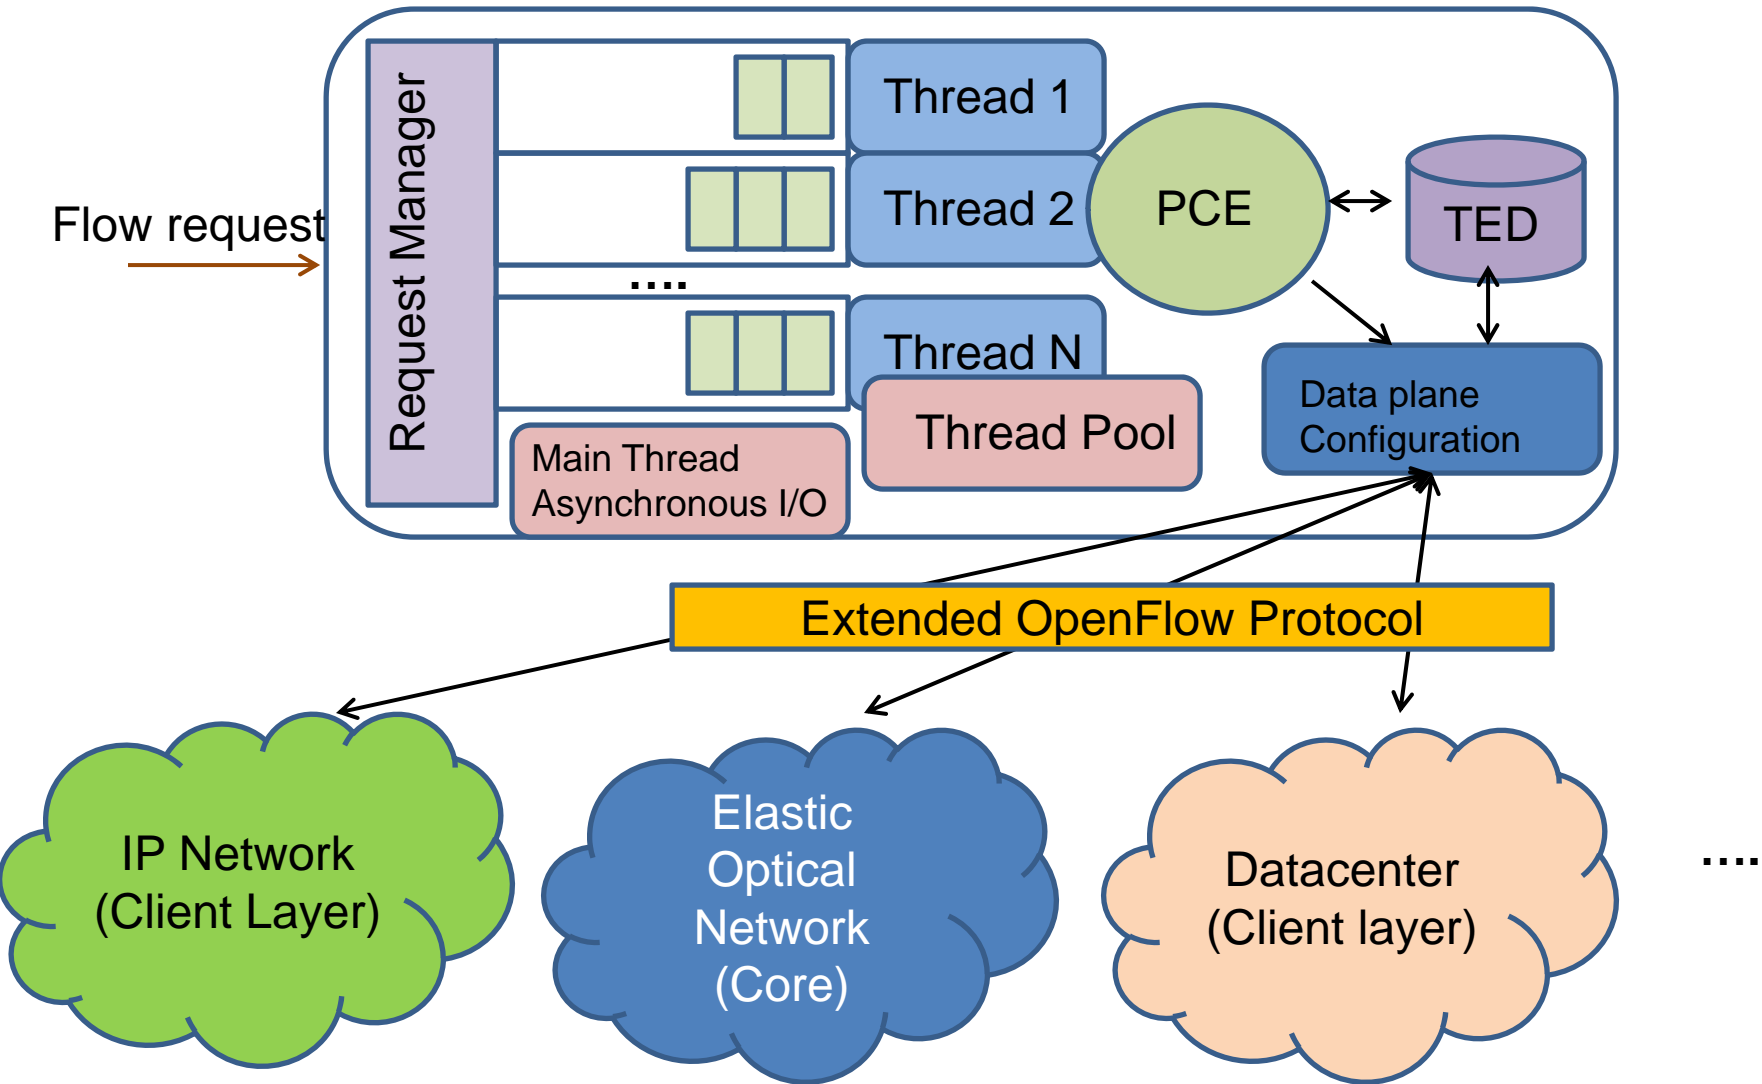 Flow request
Request Manager
Thread 1
Thread 2
....
Thread N
Thread Pool
Main Thread
Asynchronous I/O
PCE
TED
Data plane
Configuration
Extended OpenFlow Protocol
IP Network
(Client Layer)
Elastic
Optical
Network
(Core)
Datacenter
(Client layer)
....